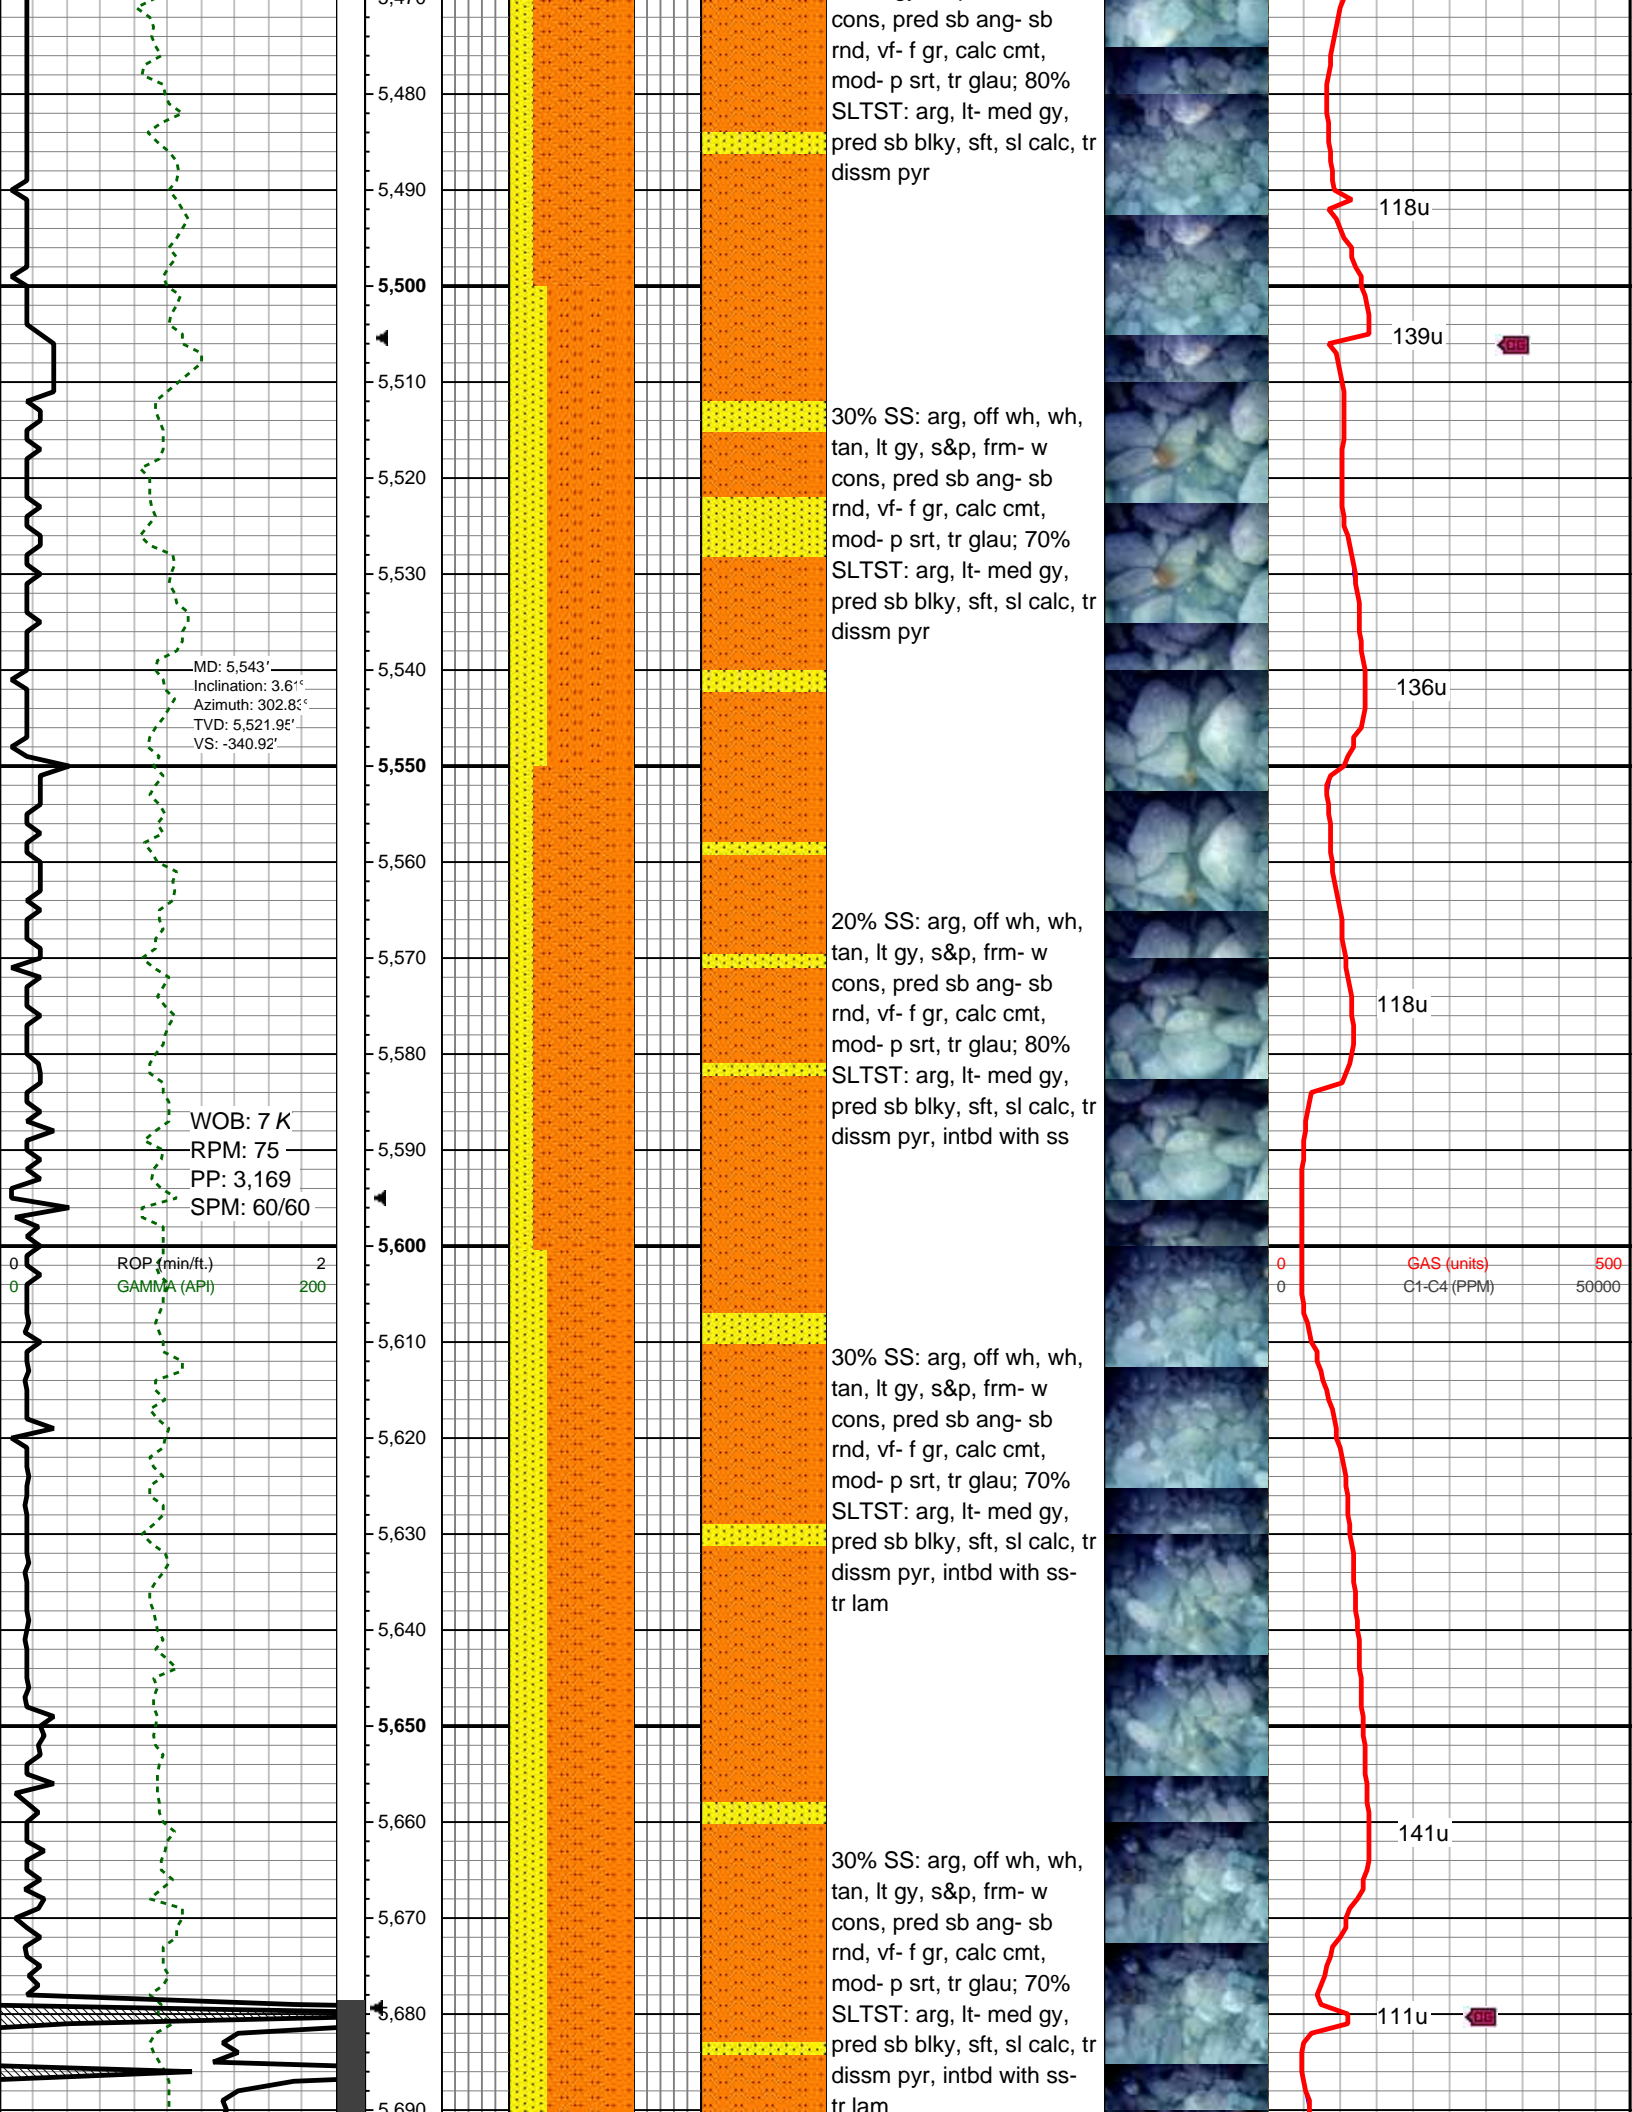 5,480
5,490
5,500
5,510
5,520
5,530
5,540
5,550
5,560
5,570
5,580
5,590
5,600
5,610
5,620
5,630
5,640
5,650
5,660
5,670
5,680
5,690
MD: 5,543'
Inclination: 3.61°
Azimuth: 302.83°
TVD: 5,521.95'
VS: -340.92'
WOB: 7 K
RPM: 75
PP: 3,169
SPM: 60/60
0 ROP (min/ft.) 2
0 GAMMA (API) 200
cons, pred sb ang- sb
rnd, vf- f gr, calc cmt,
mod- p srt, tr glau; 80%
SLTST: arg, lt- med gy,
pred sb blky, sft, sl calc, tr
dissm pyr
30% SS: arg, off wh, wh,
tan, lt gy, s&p, frm- w
cons, pred sb ang- sb
rnd, vf- f gr, calc cmt,
mod- p srt, tr glau; 70%
SLTST: arg, lt- med gy,
pred sb blky, sft, sl calc, tr
dissm pyr
20% SS: arg, off wh, wh,
tan, lt gy, s&p, frm- w
cons, pred sb ang- sb
rnd, vf- f gr, calc cmt,
mod- p srt, tr glau; 80%
SLTST: arg, lt- med gy,
pred sb blky, sft, sl calc, tr
dissm pyr, intbd with ss
30% SS: arg, off wh, wh,
tan, lt gy, s&p, frm- w
cons, pred sb ang- sb
rnd, vf- f gr, calc cmt,
mod- p srt, tr glau; 70%
SLTST: arg, lt- med gy,
pred sb blky, sft, sl calc, tr
dissm pyr, intbd with ss-
tr lam
30% SS: arg, off wh, wh,
tan, lt gy, s&p, frm- w
cons, pred sb ang- sb
rnd, vf- f gr, calc cmt,
mod- p srt, tr glau; 70%
SLTST: arg, lt- med gy,
pred sb blky, sft, sl calc, tr
dissm pyr, intbd with ss-
tr lam
118u
139u
CG
136u
118u
0 GAS (units) 500
0 C1-C4 (PPM) 50000
141u
111u